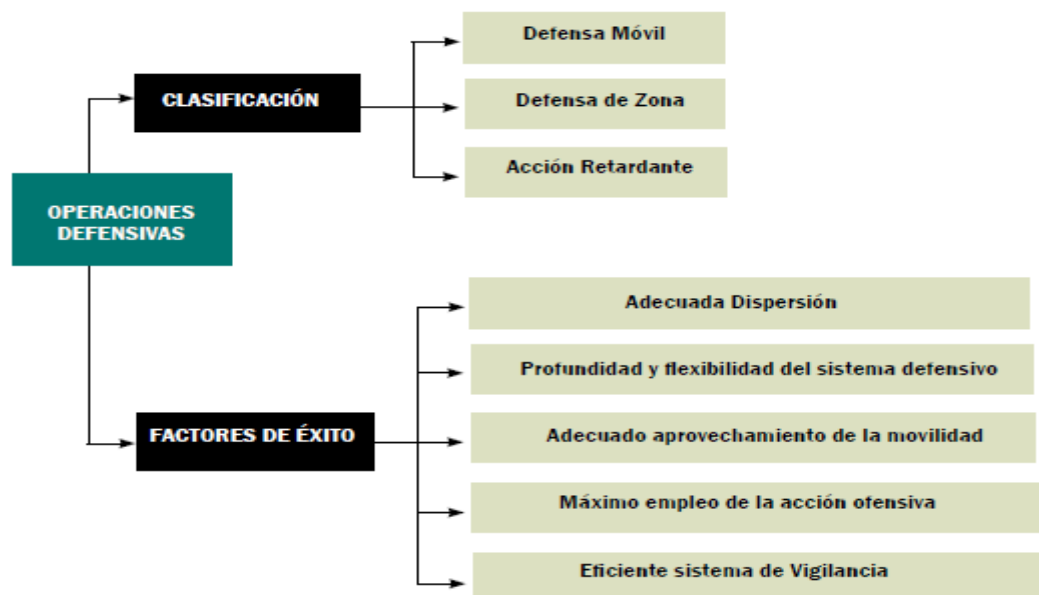 Defensa Móvil
CLASIFICACIÓN
Defensa de Zona
Acción Retardante
OPERACIONES
DEFENSIVAS
Adecuada Dispersión
Profundidad y flexibilidad del sistema defensivo
FACTORES DE ÉXITO
Adecuado aprovechamiento de la movilidad
Máximo empleo de la acción ofensiva
Eficiente sistema de Vigilancia